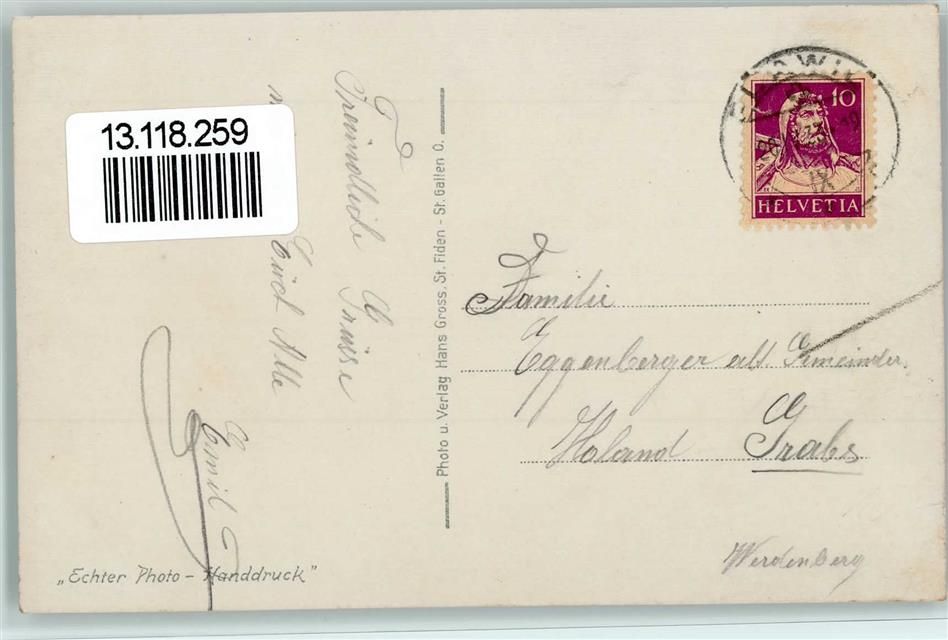 13.118.259
Freundliche Grüsse
Euch Alle
Emil
Photo u. Verlag Hans Gross, St. Fiden - St. Gallen O.
10
HELVETIA
Familie
Eggenberger alt. Gemeinder.
Holand Grabs
Werdenberg
„Echter Photo - Handdruck"